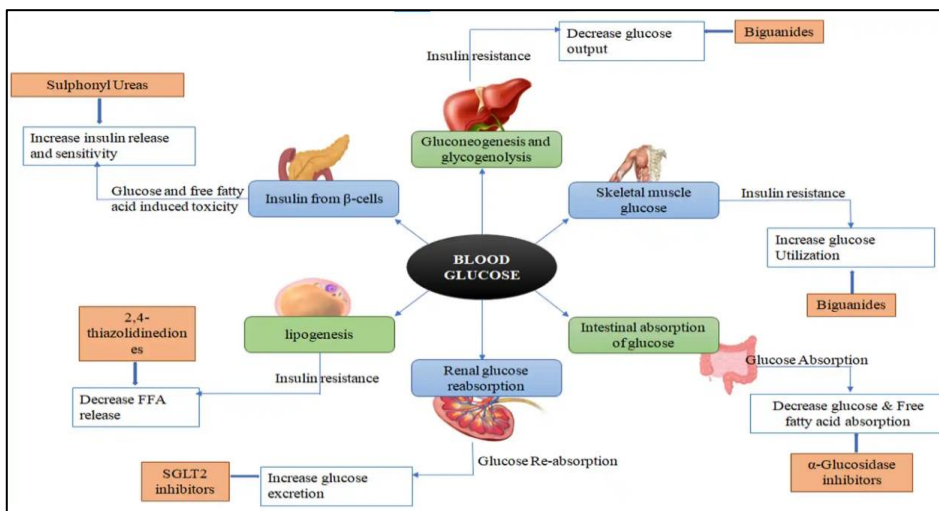 Decrease glucose
output
Biguanides
Insulin resistance
Sulphonyl Ureas
Increase insulin release
and sensitivity
Gluconeogenesis and
glycogenolysis
Glucose and free fatty
acid induced toxicity
Insulin from β-cells
Skeletal muscle
glucose
Insulin resistance
Increase glucose
Utilization
Biguanides
BLOOD
GLUCOSE
2,4-
thiazolidinedion
es
lipogenesis
Intestinal absorption
of glucose
Renal glucose
reabsorption
Insulin resistance
Decrease FFA
release
Glucose Absorption
Decrease glucose & Free
fatty acid absorption
Glucose Re-absorption
SGLT2
inhibitors
Increase glucose
excretion
α-Glucosidase
inhibitors